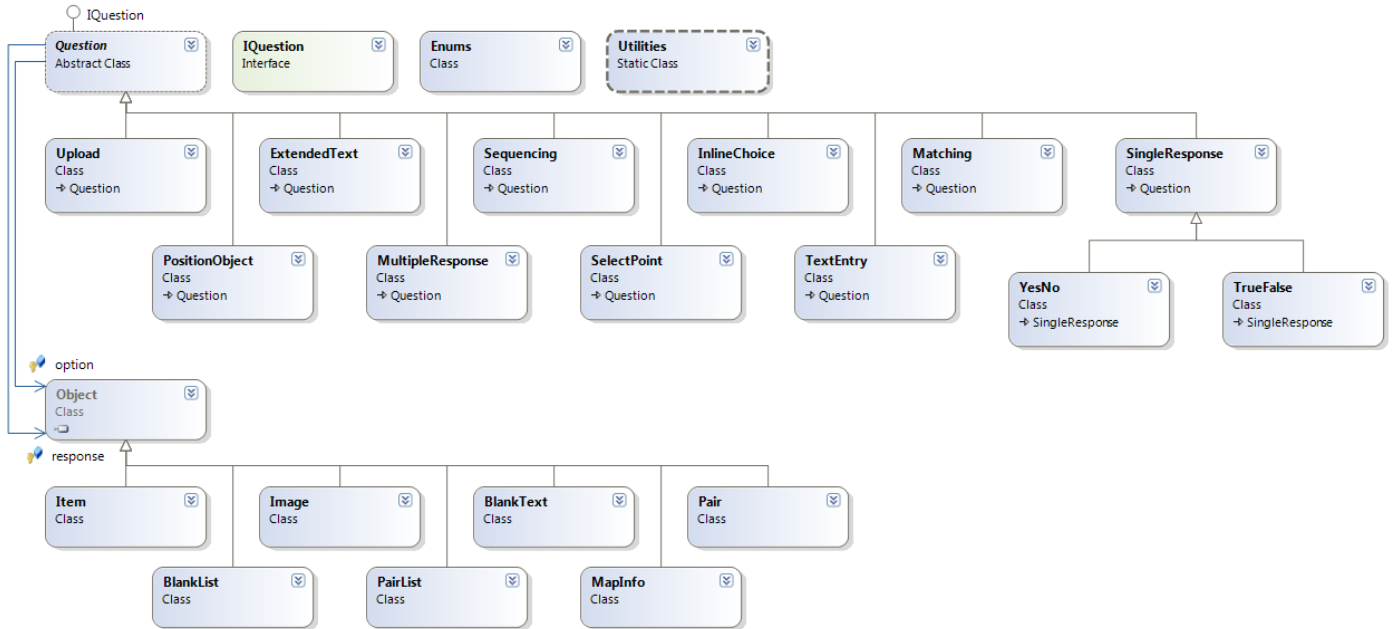 IQuestion
Question
Abstract Class
IQuestion
Interface
Enums
Class
Utilities
Static Class
Upload
Class
Question
ExtendedText
Class
Question
Sequencing
Class
Question
InlineChoice
Class
Question
Matching
Class
Question
SingleResponse
Class
Question
PositionObject
Class
Question
MultipleResponse
Class
Question
SelectPoint
Class
Question
TextEntry
Class
Question
YesNo
Class
SingleResponse
TrueFalse
Class
SingleResponse
option
Object
Class
response
Item
Class
Image
Class
BlankText
Class
Pair
Class
BlankList
Class
PairList
Class
MapInfo
Class